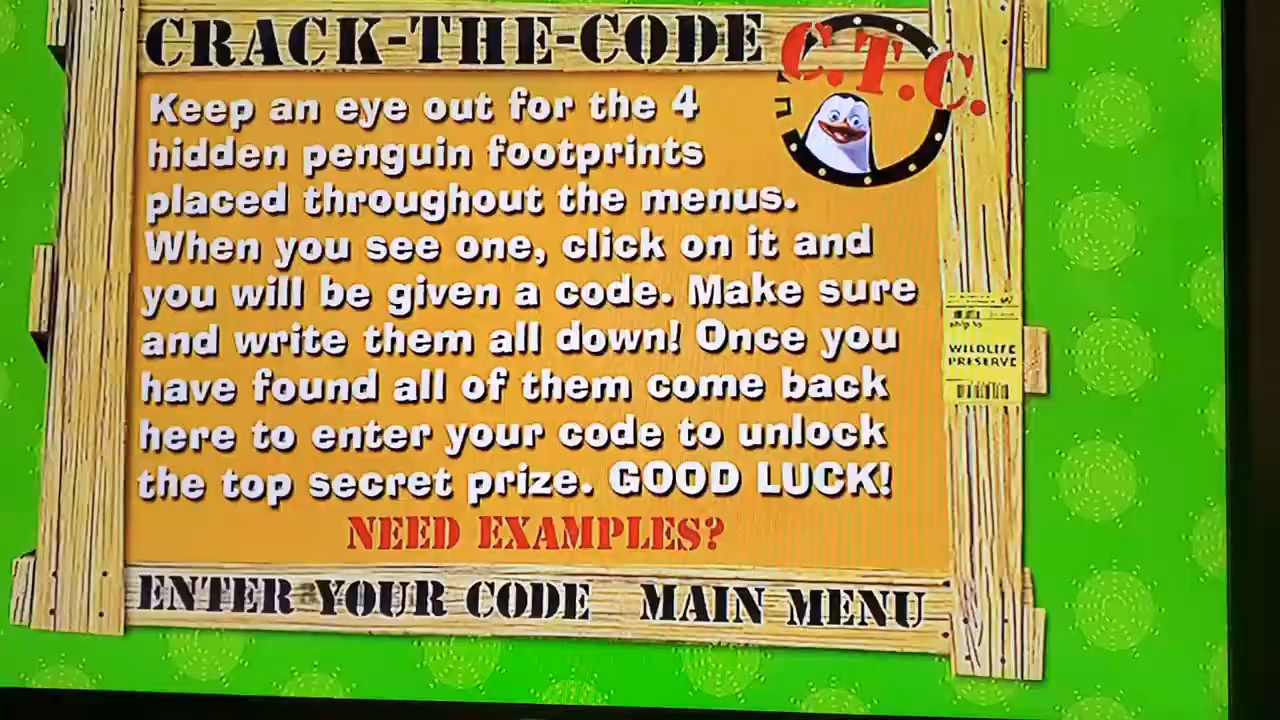 CRACK-THE-CODE
C.T.C.
Keep an eye out for the 4
hidden penguin footprints
placed throughout the menus.
When you see one, click on it and
you will be given a code. Make sure
and write them all down! Once you
have found all of them come back
here to enter your code to unlock
the top secret prize. GOOD LUCK!
NEED EXAMPLES?
ship to
WILDLIFE
PRESERVE
ENTER YOUR CODE MAIN MENU